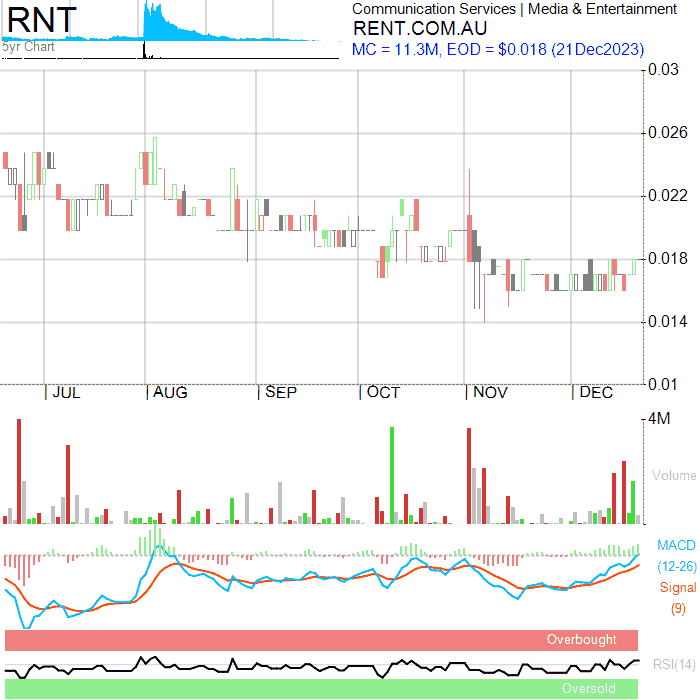 RNT
Communication Services | Media & Entertainment
RENT.COM.AU
MC = 11.3M, EOD = $0.018 (21Dec2023)
5yr Chart
0.03
0.026
0.022
0.018
0.014
0.01
JUL AUG SEP OCT NOV DEC
4M
Volume
MACD
(12-26)
Signal
(9)
Overbought
RSI(14)
Oversold